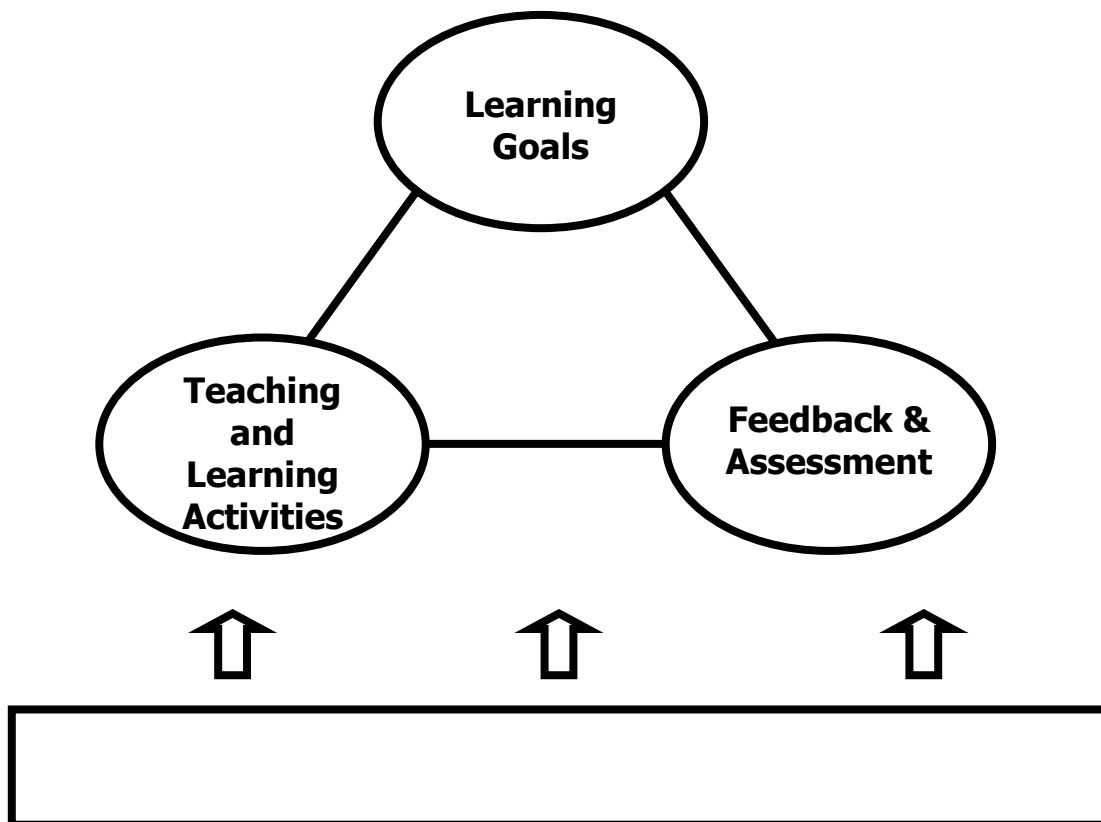 Learning
Goals
Teaching
and
Learning
Activities
Feedback &
Assessment